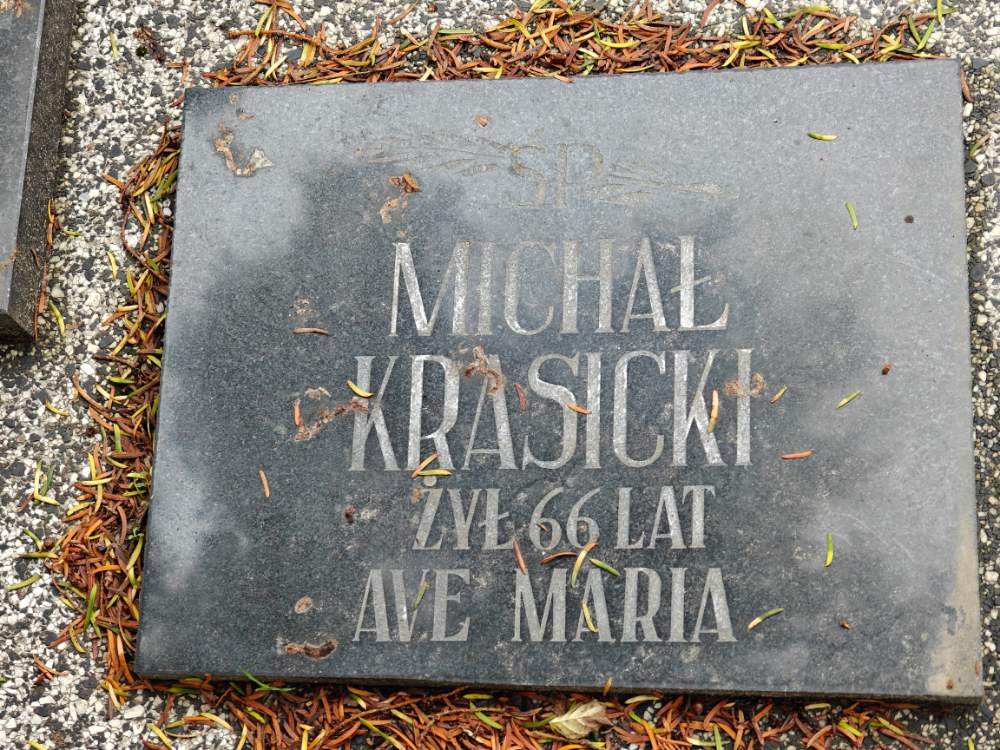 SP
MICHAŁ
KRASICKI
ŻYŁ 66 LAT
AVE MARIA